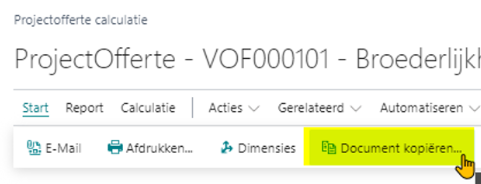 Projectofferte calculatie
ProjectOfferte - VOF000101 - Broederlijk
Start Report Calculatie Acties Gerelateerd Automatiseren
E-Mail Afdrukken... Dimensies Document kopiëren...